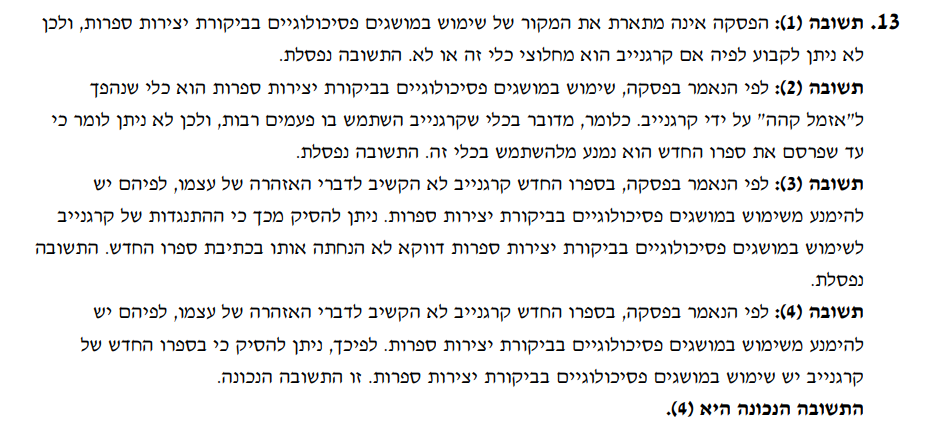 13. תשובה (1): הפסקה אינה מתארת את המקור של שימוש במושגים פסיכולוגיים בביקורת יצירות ספרות, ולכן
לא ניתן לקבוע לפיה אם קרגנייב הוא מחלוצי כלי זה או לא. התשובה נפסלת.
תשובה (2): לפי הנאמר בפסקה, שימוש במושגים פסיכולוגיים בביקורת יצירות ספרות הוא כלי שנהפך
ל"אזמל קהה" על ידי קרגנייב. כלומר, מדובר בכלי שקרגנייב השתמש בו פעמים רבות, ולכן לא ניתן לומר כי
עד שפרסם את ספרו החדש הוא נמנע מלהשתמש בכלי זה. התשובה נפסלת.
תשובה (3): לפי הנאמר בפסקה, בספרו החדש קרגנייב לא הקשיב לדברי האזהרה של עצמו, לפיהם יש
להימנע משימוש במושגים פסיכולוגיים בביקורת יצירות ספרות. ניתן להסיק מכך כי ההתנגדות של קרגנייב
לשימוש במושגים פסיכולוגיים בביקורת יצירות ספרות דווקא לא הנחתה אותו בכתיבת ספרו החדש. התשובה
נפסלת.
תשובה (4): לפי הנאמר בפסקה, בספרו החדש קרגנייב לא הקשיב לדברי האזהרה של עצמו, לפיהם יש
להימנע משימוש במושגים פסיכולוגיים בביקורת יצירות ספרות. לפיכך, ניתן להסיק כי בספרו החדש של
קרגנייב יש שימוש במושגים פסיכולוגיים בביקורת יצירות ספרות. זו התשובה הנכונה.
התשובה הנכונה היא (4).